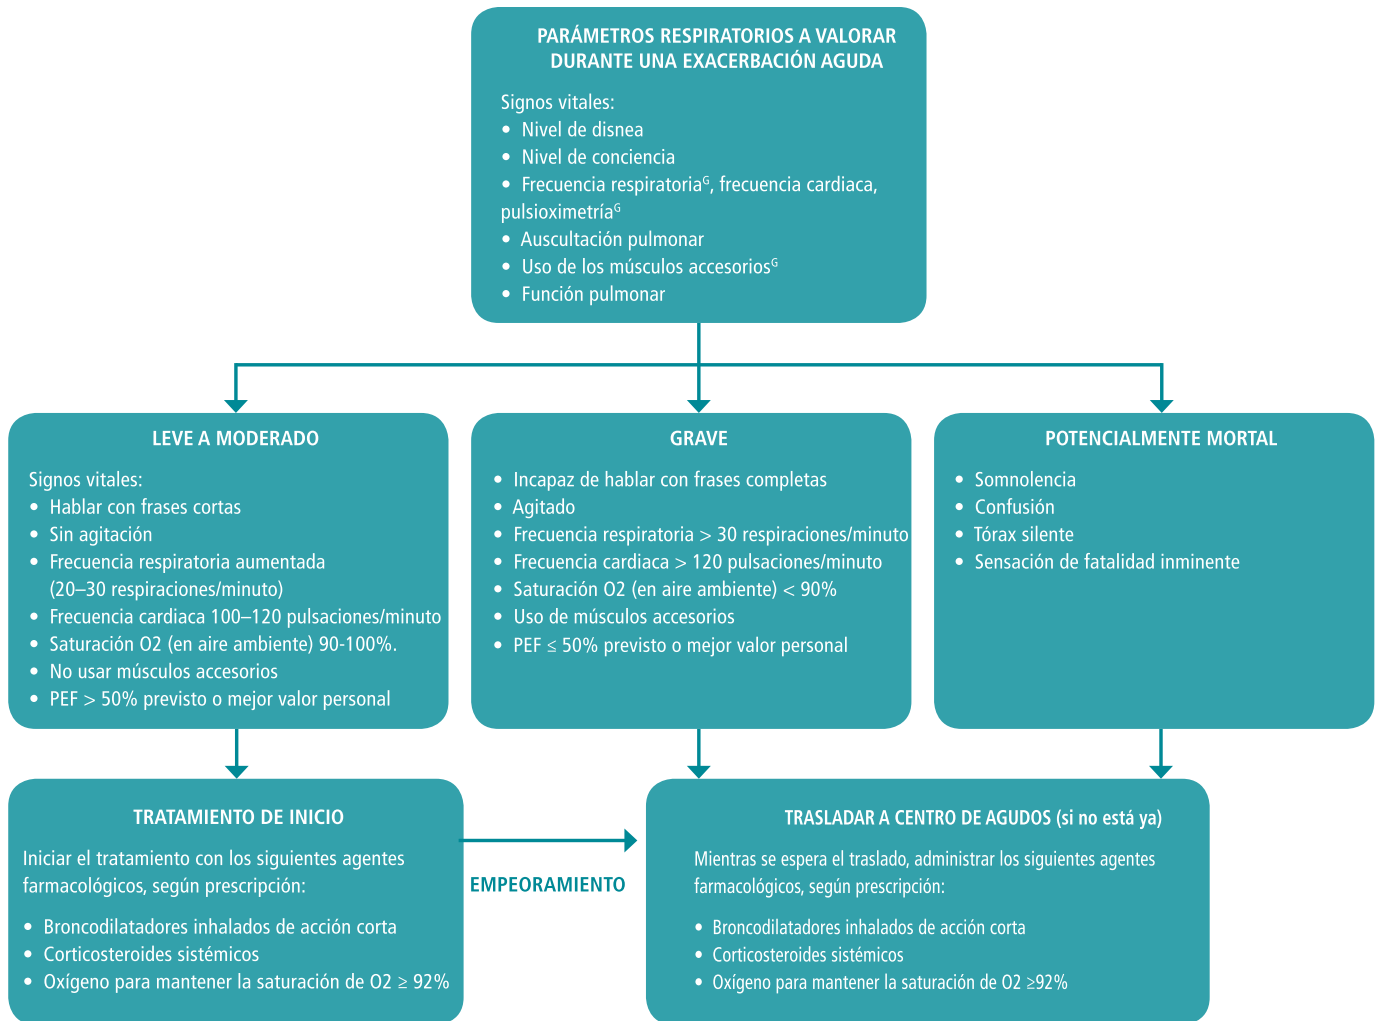 PARÁMETROS RESPIRATORIOS A VALORAR
DURANTE UNA EXACERBACIÓN AGUDA
Signos vitales:
• Nivel de disnea
• Nivel de conciencia
• Frecuencia respiratoriaᴳ, frecuencia cardiaca,
pulsioximetríaᴳ
• Auscultación pulmonar
• Uso de los músculos accesoriosᴳ
• Función pulmonar
LEVE A MODERADO
Signos vitales:
• Hablar con frases cortas
• Sin agitación
• Frecuencia respiratoria aumentada
(20–30 respiraciones/minuto)
• Frecuencia cardiaca 100–120 pulsaciones/minuto
• Saturación O2 (en aire ambiente) 90-100%.
• No usar músculos accesorios
• PEF > 50% previsto o mejor valor personal
GRAVE
• Incapaz de hablar con frases completas
• Agitado
• Frecuencia respiratoria > 30 respiraciones/minuto
• Frecuencia cardiaca > 120 pulsaciones/minuto
• Saturación O2 (en aire ambiente) < 90%
• Uso de músculos accesorios
• PEF ≤ 50% previsto o mejor valor personal
POTENCIALMENTE MORTAL
• Somnolencia
• Confusión
• Tórax silente
• Sensación de fatalidad inminente
TRATAMIENTO DE INICIO
Iniciar el tratamiento con los siguientes agentes
farmacológicos, según prescripción:
• Broncodilatadores inhalados de acción corta
• Corticosteroides sistémicos
• Oxígeno para mantener la saturación de O2 ≥ 92%
EMPEORAMIENTO
TRASLADAR A CENTRO DE AGUDOS (si no está ya)
Mientras se espera el traslado, administrar los siguientes agentes
farmacológicos, según prescripción:
• Broncodilatadores inhalados de acción corta
• Corticosteroides sistémicos
• Oxígeno para mantener la saturación de O2 ≥92%